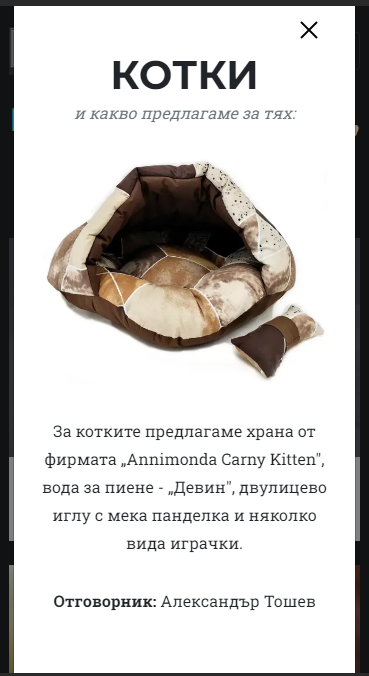 КОТКИ
и какво предлагаме за тях:
За котките предлагаме храна от
фирмата „Annimonda Carny Kitten",
вода за пиене - „Девин", двулицево
иглу с мека панделка и няколко
вида играчки.
Отговорник: Александър Тошев